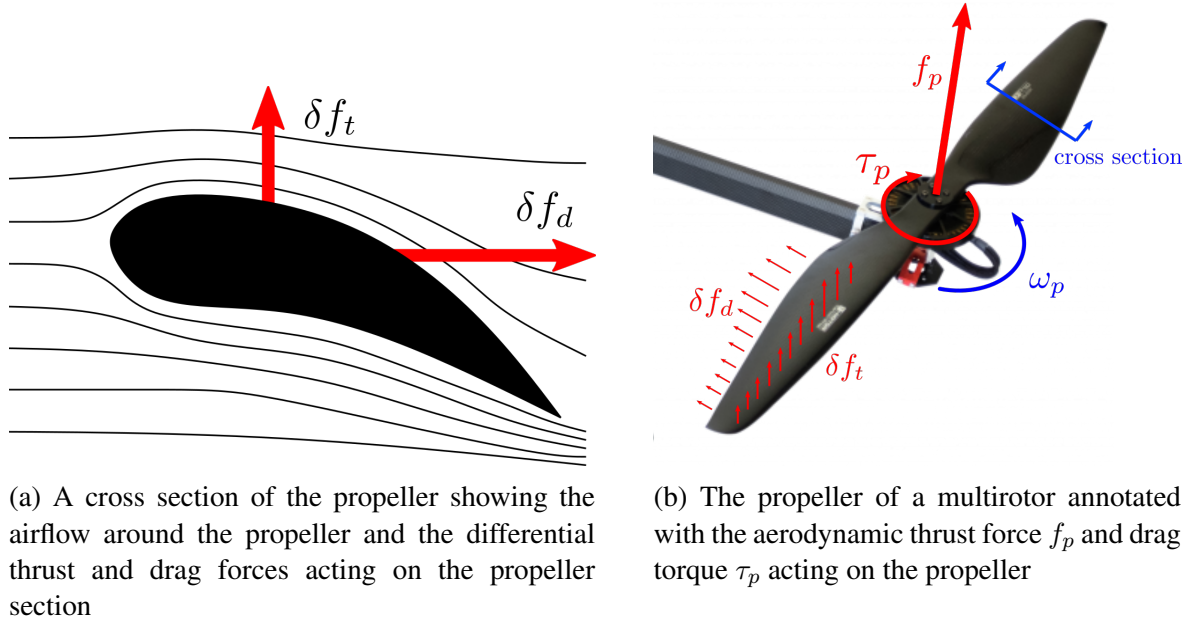 δf_t
δf_d
f_p
τ_p
cross section
ω_p
δf_d
δf_t
(a) A cross section of the propeller showing the
airflow around the propeller and the differential
thrust and drag forces acting on the propeller
section
(b) The propeller of a multirotor annotated
with the aerodynamic thrust force f_p and drag
torque τ_p acting on the propeller